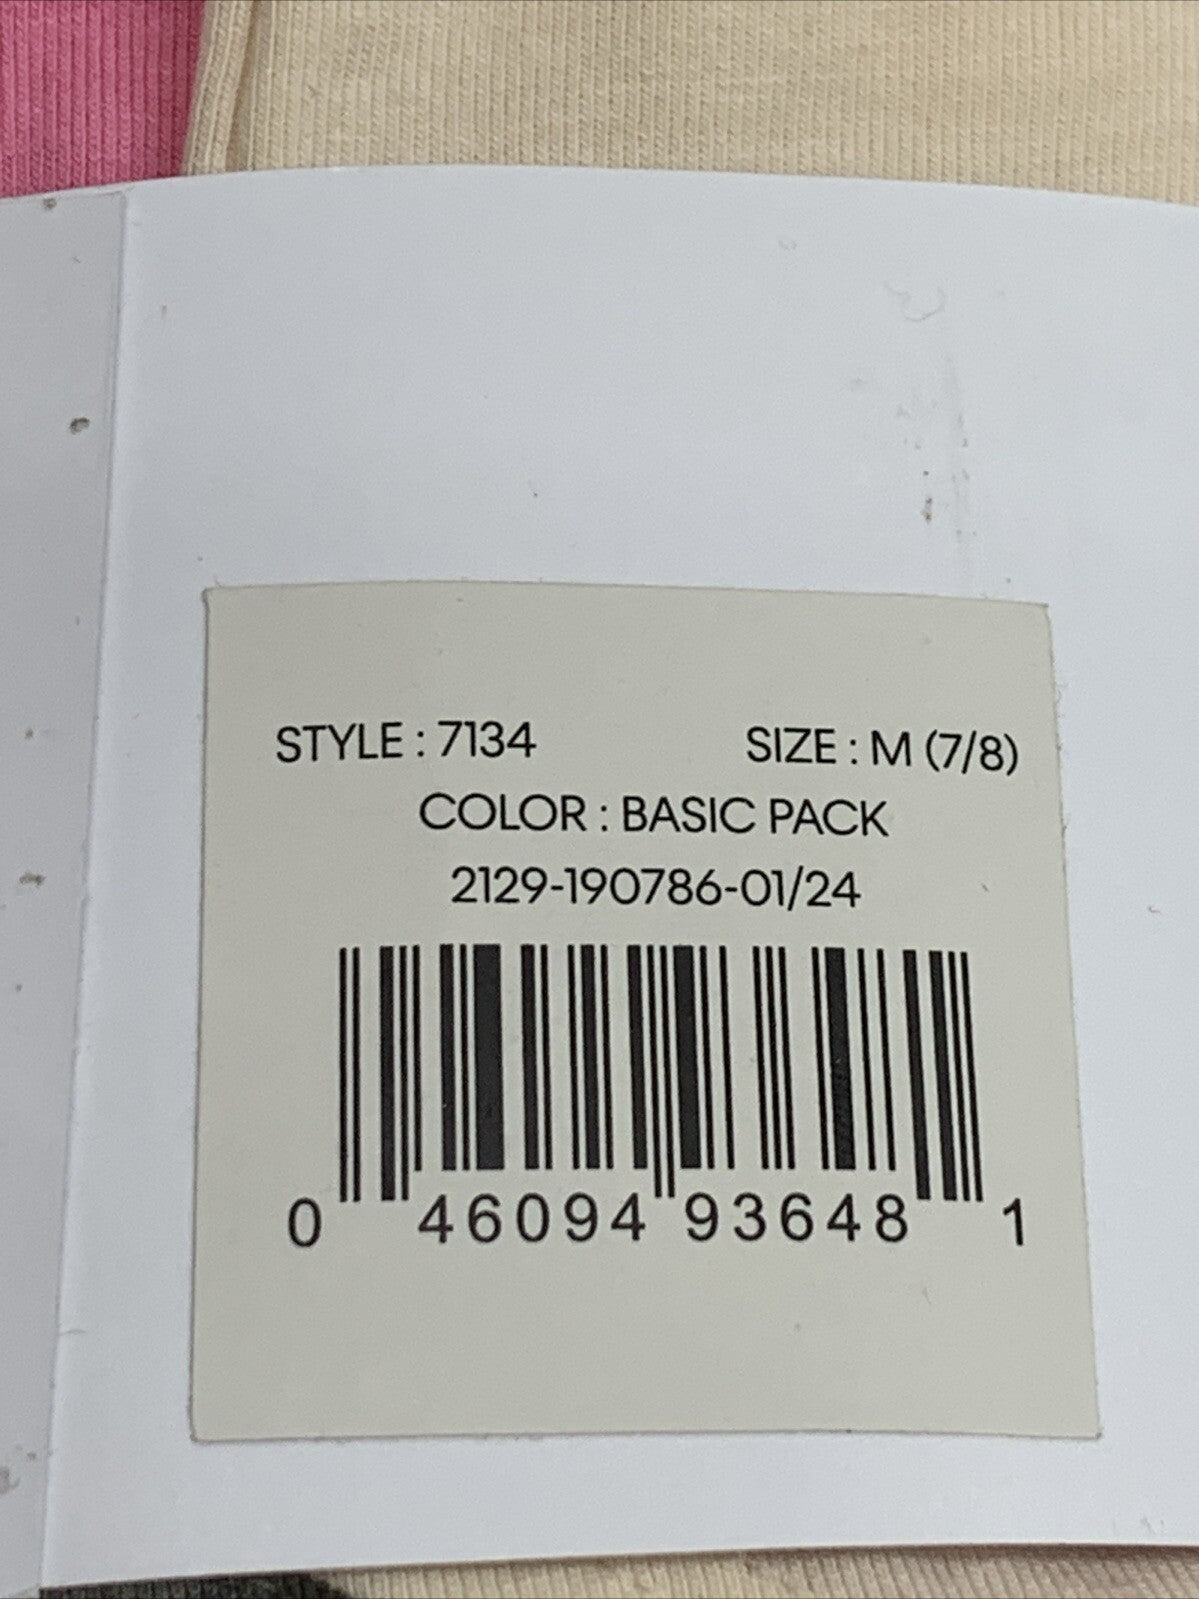 STYLE : 7134 SIZE : M (7/8)
COLOR : BASIC PACK
2129-190786-01/24
0 46094 93648 1